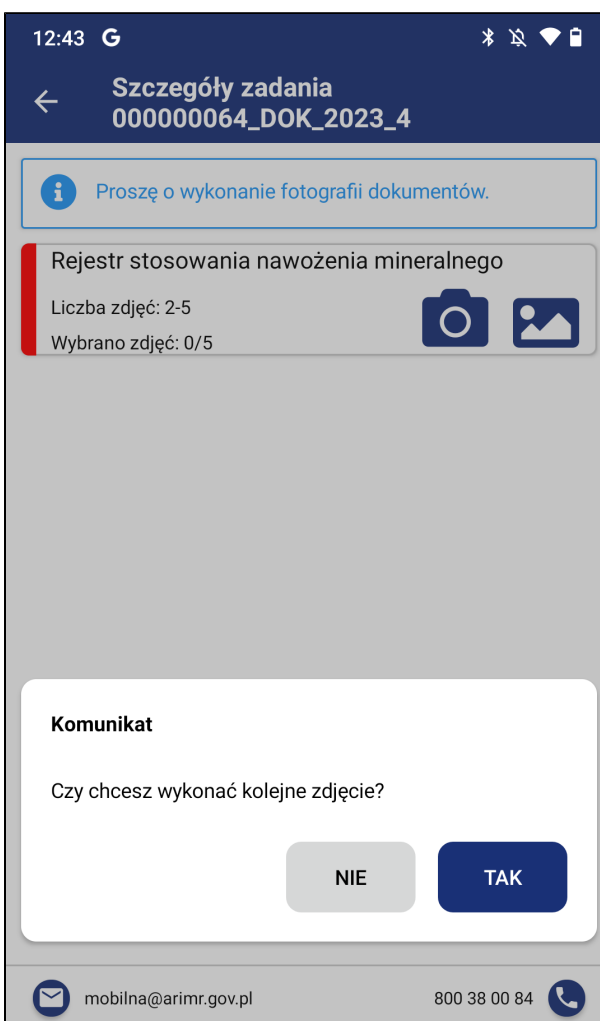 12:43 G
Szczegóły zadania
000000064_DOK_2023_4
Proszę o wykonanie fotografii dokumentów.
Rejestr stosowania nawożenia mineralnego
Liczba zdjęć: 2-5
Wybrano zdjęć: 0/5
Komunikat
Czy chcesz wykonać kolejne zdjęcie?
NIE TAK
mobilna@arimr.gov.pl 800 38 00 84